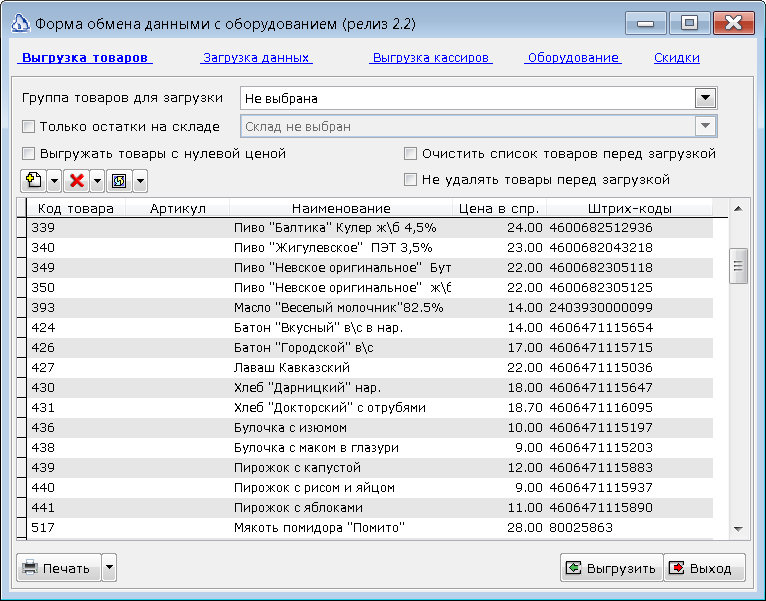 Форма обмена данными с оборудованием (релиз 2.2)
Выгрузка товаров Загрузка данных Выгрузка кассиров Оборудование Скидки
Группа товаров для загрузки Не выбрана
Только остатки на складе Склад не выбран
Выгружать товары с нулевой ценой Очистить список товаров перед загрузкой
Не удалять товары перед загрузкой
Код товара Артикул Наименование Цена в спр. Штрих-коды
339 Пиво "Балтика" Кулер ж\б 4,5% 24.00 4600682512936
340 Пиво "Жигулевское" ПЭТ 3,5% 23.00 4600682043218
349 Пиво "Невское оригинальное" Бут 22.00 4600682305118
350 Пиво "Невское оригинальное" ж\б 22.00 4600682305125
393 Масло "Веселый молочник"82.5% 14.00 2403930000099
424 Батон "Вкусный" в\с в нар. 14.00 4606471115654
426 Батон "Городской" в\с 17.00 4606471115715
427 Лаваш Кавказский 22.00 4606471115036
430 Хлеб "Дарницкий" нар. 18.00 4606471115647
431 Хлеб "Докторский" с отрубями 18.70 4606471116095
436 Булочка с изюмом 10.00 4606471115197
438 Булочка с маком в глазури 9.00 4606471115203
439 Пирожок с капустой 12.00 4606471115883
440 Пирожок с рисом и яйцом 9.00 4606471115937
441 Пирожок с яблоками 11.00 4606471115890
517 Мякоть помидора "Помито" 28.00 80025863
Печать Выгрузить Выход